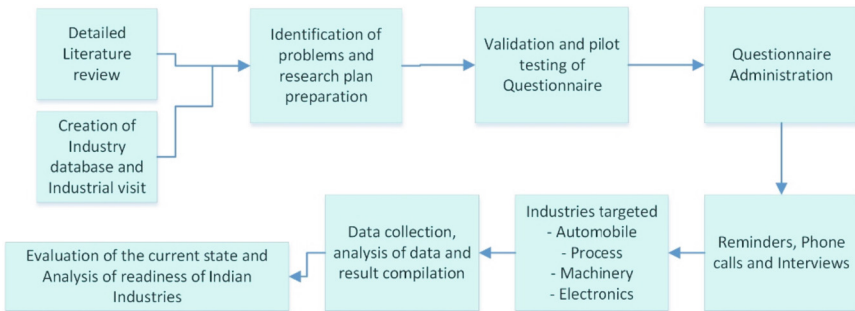 Detailed
Literature
review
Creation of
Industry
database and
Industrial visit
Identification of
problems and
research plan
preparation
Validation and pilot
testing of
Questionnaire
Questionnaire
Administration
Reminders, Phone
calls and Interviews
Industries targeted
- Automobile
- Process
- Machinery
- Electronics
Data collection,
analysis of data and
result compilation
Evaluation of the current state and
Analysis of readiness of Indian
Industries